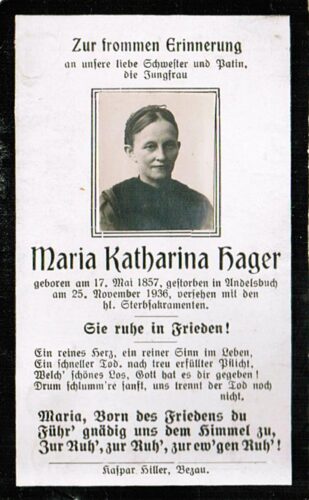 Zur frommen Erinnerung
an unsere liebe Schwester und Patin,
die Jungfrau
Maria Katharina Hager
geboren am 17. Mai 1857, gestorben in Andelsbuch
am 25. November 1936, versehen mit den
hl. Sterbsakramenten.
Sie ruhe in Frieden!
Ein reines Herz, ein reiner Sinn im Leben,
Ein schneller Tod, nach treu erfüllter Pflicht,
Welch' schönes Los, Gott hat es dir gegeben!
Drum schlumm're sanft, uns trennt der Tod noch
nicht.
Maria, Born des Friedens du
Führ' gnädig uns dem Himmel zu,
Zur Ruh', zur Ruh', zur ew'gen Ruh'!
Kaspar Hiller, Bezau.